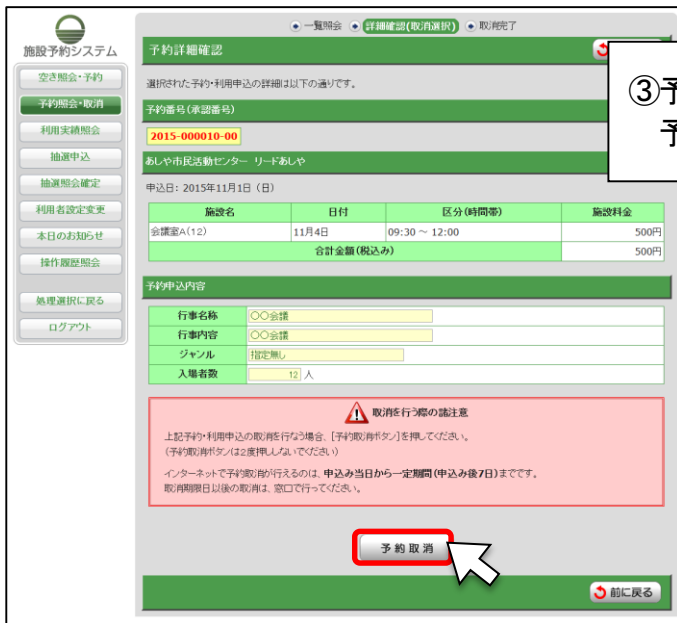 一覧照会 詳細確認(取消選択) 取消完了
施設予約システム
予約詳細確認
③予
予
空き照会・予約
予約照会・取消
利用実績照会
抽選申込
抽選照会確定
利用者設定変更
本日のお知らせ
操作履歴照会
処理選択に戻る
ログアウト
選択された予約・利用申込の詳細は以下の通りです。
予約番号(承認番号)
2015-000010-00
あしや市民活動センター リードあしや
申込日: 2015年11月1日 (日)
施設名 日付 区分(時間帯) 施設料金
会議室A(12) 11月4日 09:30 ~ 12:00 500円
合計金額(税込み) 500円
予約申込内容
行事名称 〇〇会議
行事内容 〇〇会議
ジャンル 指定無し
入場者数 12 人
取消を行う際の諸注意
上記予約・利用申込の取消を行なう場合、[予約取消ボタン]を押してください。
(予約取消ボタンは2度押ししないでください)
インターネットで予約取消が行えるのは、申込み当日から一定期間(申込み後7日)までです。
取消期限日以後の取消は、窓口で行ってください。
予約取消
前に戻る